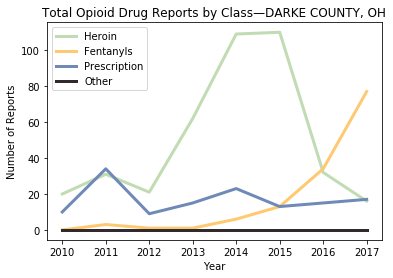 Total Opioid Drug Reports by Class—DARKE COUNTY, OH
Heroin
Fentanyls
Prescription
Other
Number of Reports
100
80
60
40
20
0
2010 2011 2012 2013 2014 2015 2016 2017
Year